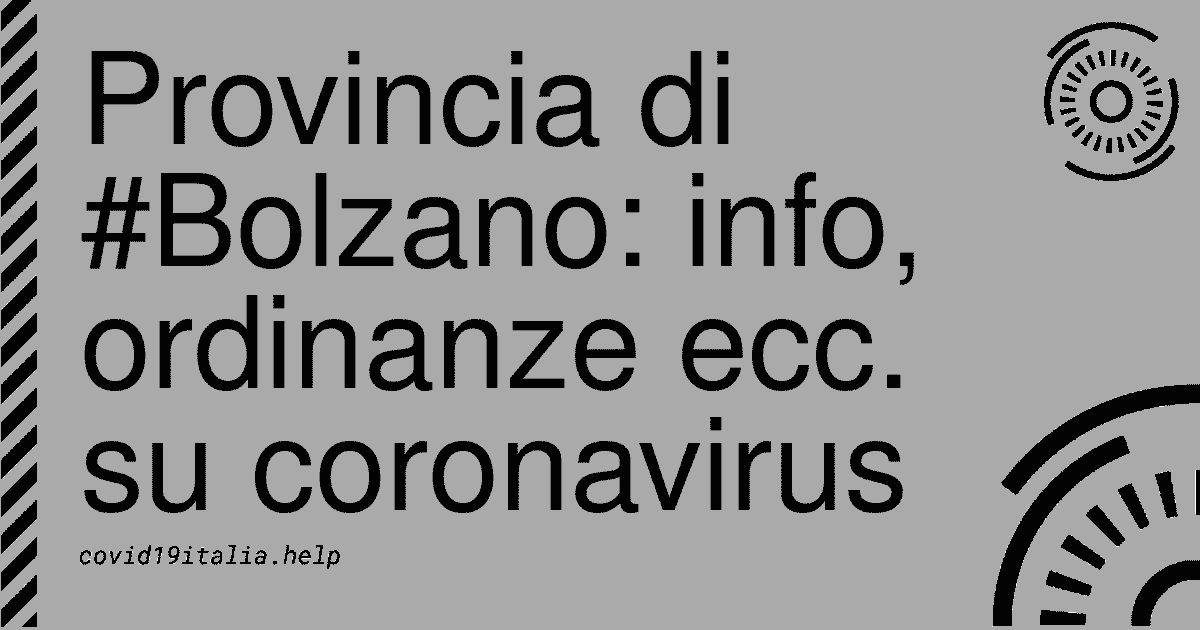 Provincia di
#Bolzano: info,
ordinanze ecc.
su coronavirus
covid19italia.help